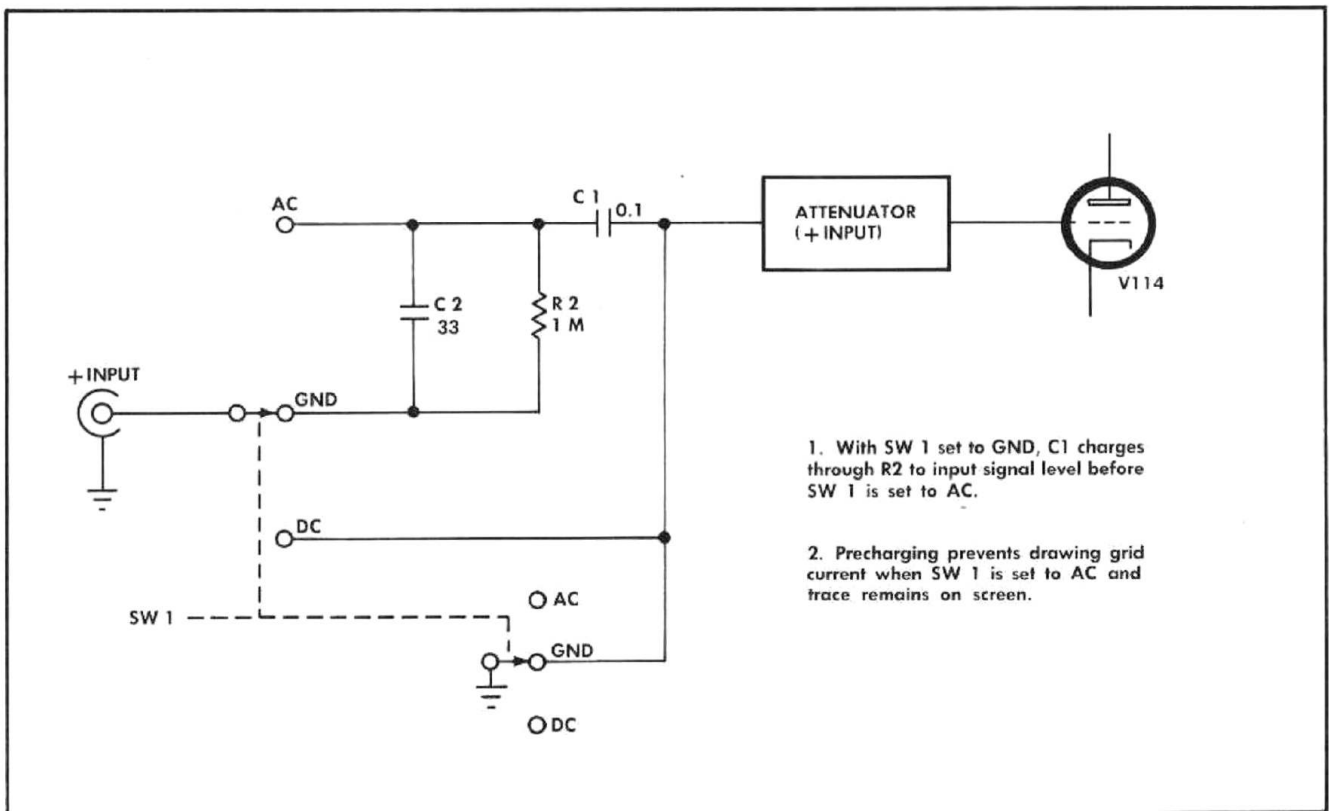 AC
C 1
0.1
ATTENUATOR
(+ INPUT)
V114
C 2
33
R 2
1 M
+ INPUT
GND
1. With SW 1 set to GND, C1 charges
through R2 to input signal level before
SW 1 is set to AC.
DC
2. Precharging prevents drawing grid
current when SW 1 is set to AC and
trace remains on screen.
AC
SW 1
GND
DC